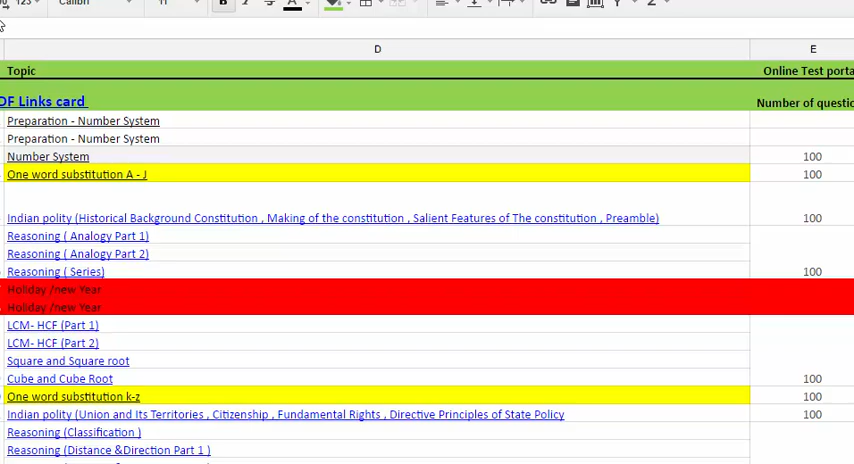 123
Calibri
11
D
E
Topic
Online Test porta
DF Links card
Number of questio
Preparation - Number System
Preparation - Number System
Number System
100
One word substitution A - J
100
Indian polity (Historical Background Constitution , Making of the constitution , Salient Features of The constitution , Preamble)
100
Reasoning ( Analogy Part 1)
Reasoning ( Analogy Part 2)
Reasoning ( Series)
100
Holiday /new Year
Holiday /new Year
LCM- HCF (Part 1)
LCM- HCF (Part 2)
Square and Square root
Cube and Cube Root
100
One word substitution k-z
100
Indian polity (Union and Its Territories , Citizenship , Fundamental Rights , Directive Principles of State Policy
100
Reasoning (Classification )
Reasoning (Distance &Direction Part 1 )